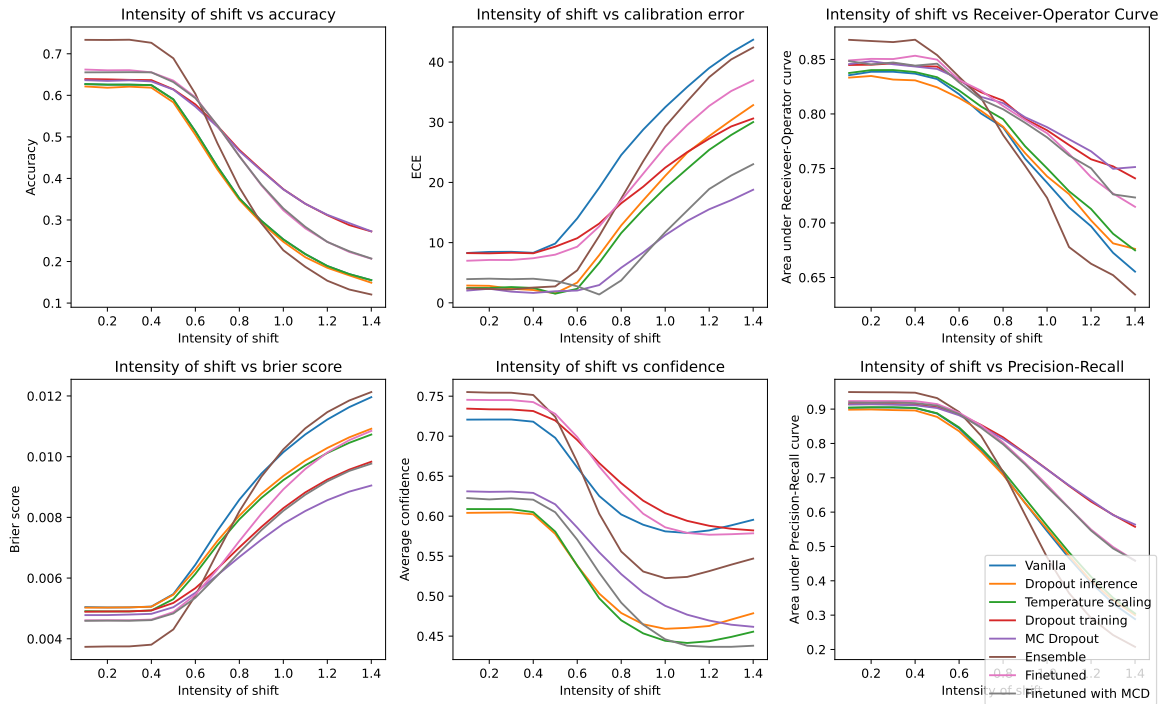 Intensity of shift vs accuracy
Accuracy
0.7
0.6
0.5
0.4
0.3
0.2
0.1
0.2 0.4 0.6 0.8 1.0 1.2 1.4
Intensity of shift
Intensity of shift vs calibration error
ECE
40
30
20
10
0
0.2 0.4 0.6 0.8 1.0 1.2 1.4
Intensity of shift
Intensity of shift vs Receiver-Operator Curve
Area under Receiveer-Operator curve
0.85
0.80
0.75
0.70
0.65
0.2 0.4 0.6 0.8 1.0 1.2 1.4
Intensity of shift
Intensity of shift vs brier score
Brier score
0.012
0.010
0.008
0.006
0.004
0.2 0.4 0.6 0.8 1.0 1.2 1.4
Intensity of shift
Intensity of shift vs confidence
Average confidence
0.75
0.70
0.65
0.60
0.55
0.50
0.45
0.2 0.4 0.6 0.8 1.0 1.2 1.4
Intensity of shift
Intensity of shift vs Precision-Recall
Area under Precision-Recall curve
0.9
0.8
0.7
0.6
0.5
0.4
0.3
0.2
0.2 0.4 0.6 0.8 1.0 1.2 1.4
Intensity of shift
Vanilla
Dropout inference
Temperature scaling
Dropout training
MC Dropout
Ensemble
Finetuned
Finetuned with MCD